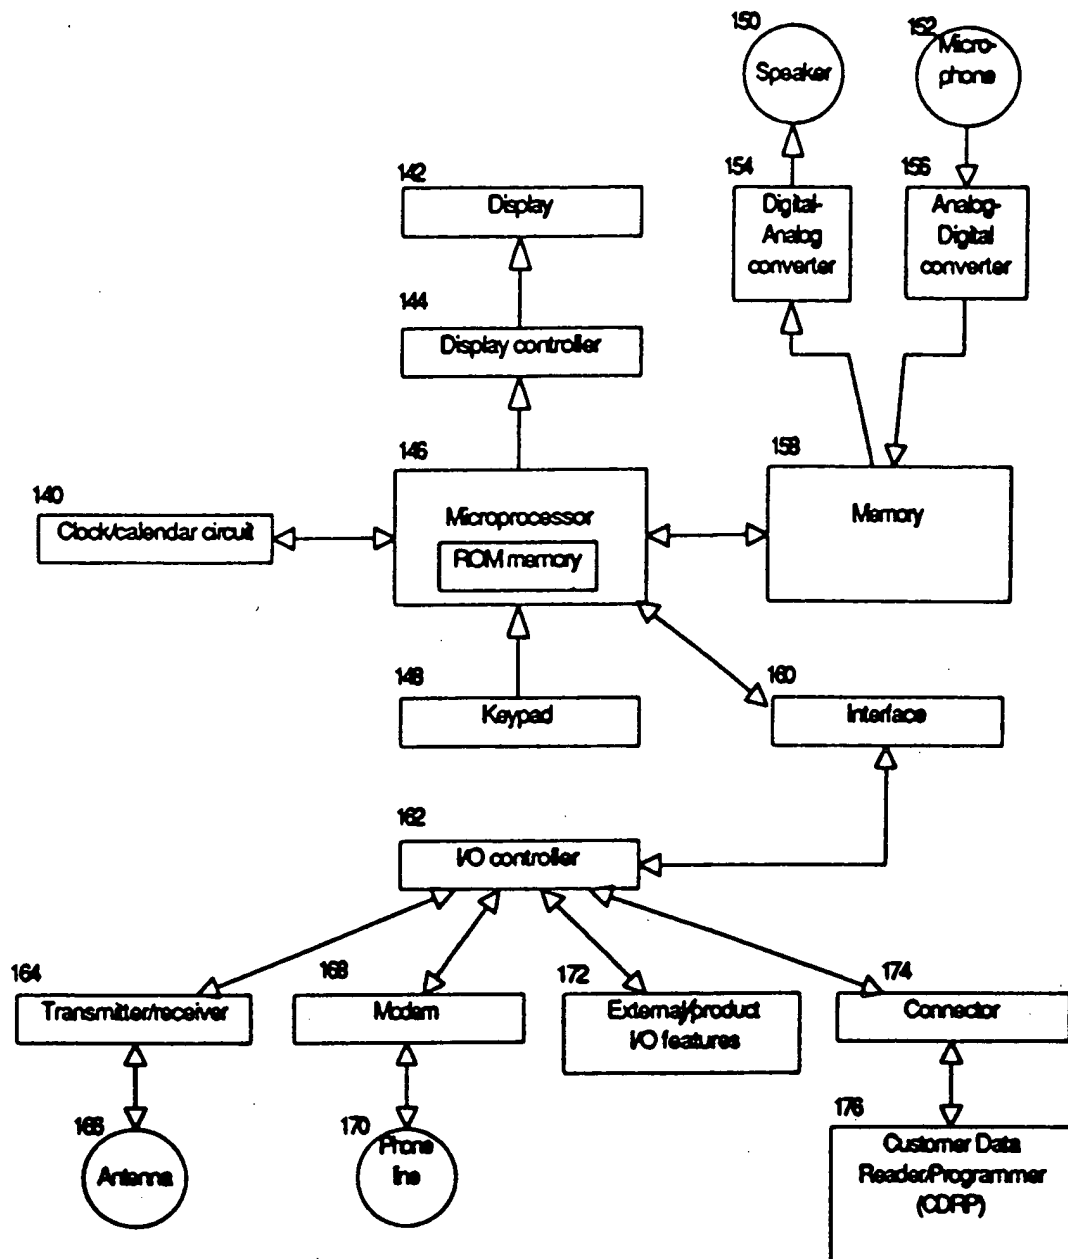 150
Speaker
152
Micro-
phone
154
Digital-
Analog
converter
156
Analog-
Digital
converter
142
Display
144
Display controller
146
Microprocessor
ROM memory
158
Memory
140
Clock/calendar circuit
148
Keypad
160
Interface
162
I/O controller
164
Transmitter/receiver
168
Modem
172
External/product
I/O features
174
Connector
166
Antenna
170
Phone
line
176
Customer Data
Reader/Programmer
(CDRP)